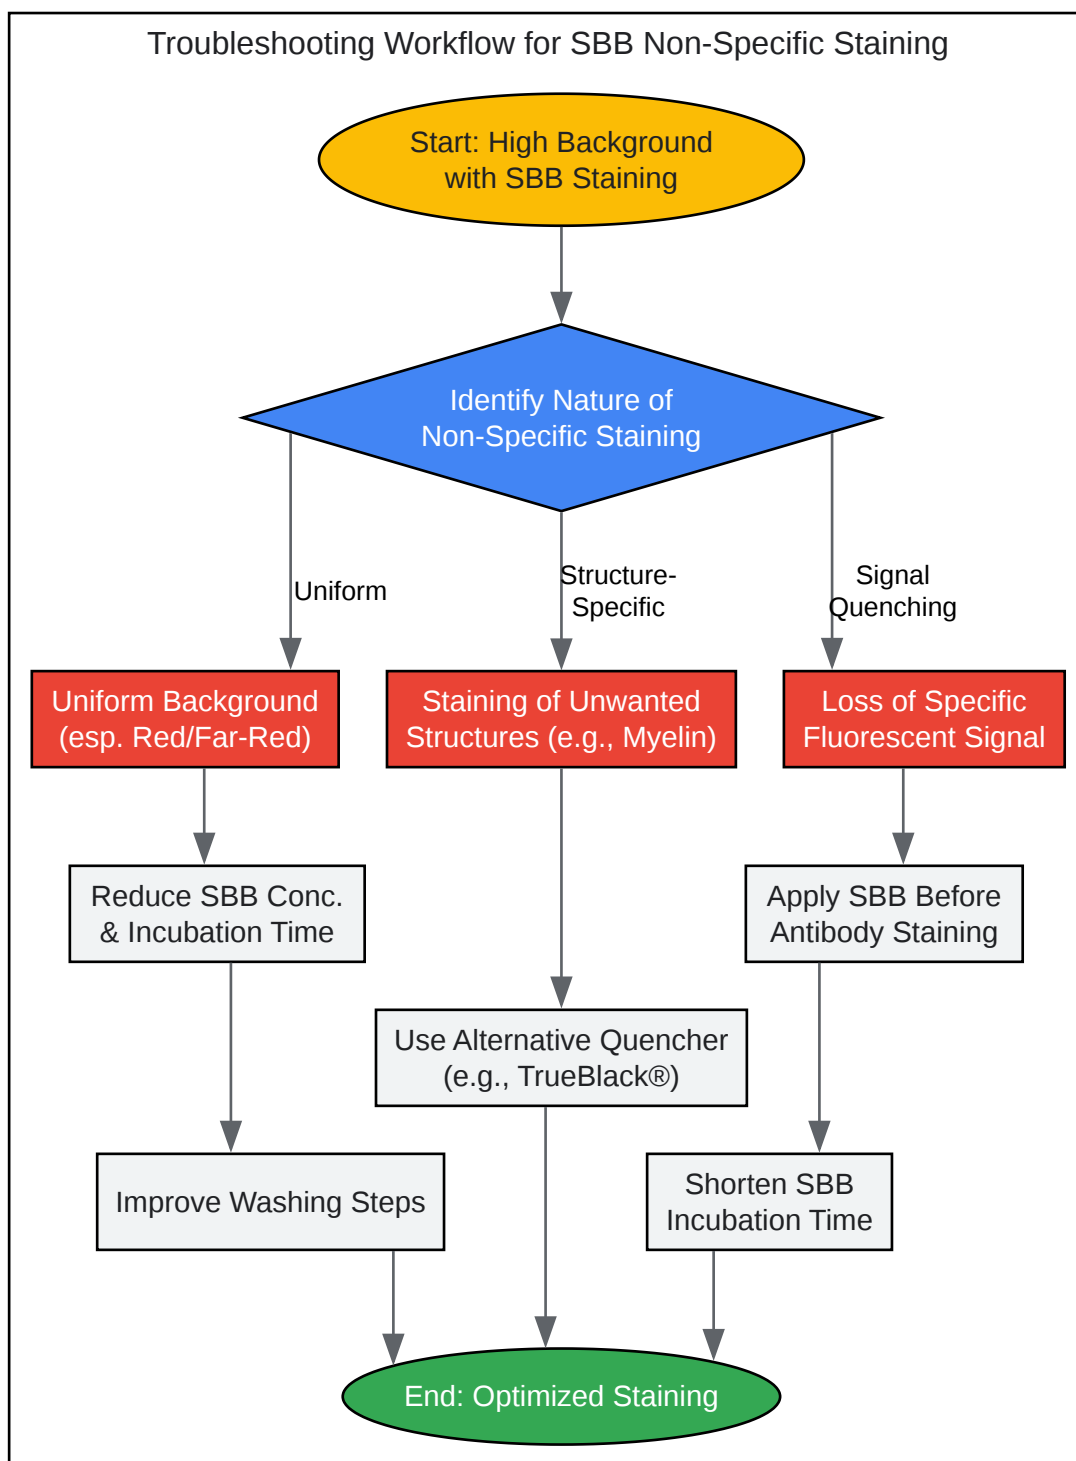 Troubleshooting Workflow for SBB Non-Specific Staining
Start: High Background
with SBB Staining
Identify Nature of
Non-Specific Staining
Uniform
Structure-
Specific
Signal
Quenching
Uniform Background
(esp. Red/Far-Red)
Staining of Unwanted
Structures (e.g., Myelin)
Loss of Specific
Fluorescent Signal
Reduce SBB Conc.
& Incubation Time
Apply SBB Before
Antibody Staining
Use Alternative Quencher
(e.g., TrueBlack®)
Improve Washing Steps
Shorten SBB
Incubation Time
End: Optimized Staining